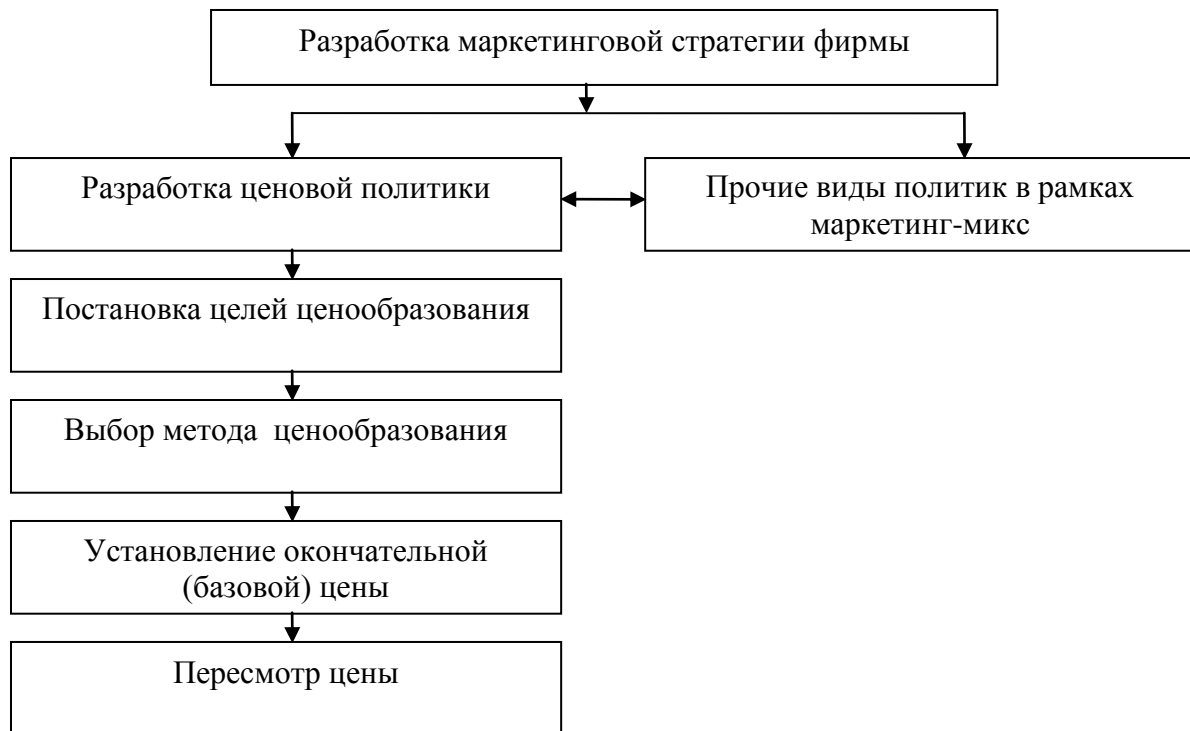 Разработка маркетинговой стратегии фирмы
Разработка ценовой политики
Прочие виды политик в рамках
маркетинг-микс
Постановка целей ценообразования
Выбор метода  ценообразования
Установление окончательной
(базовой) цены
Пересмотр цены